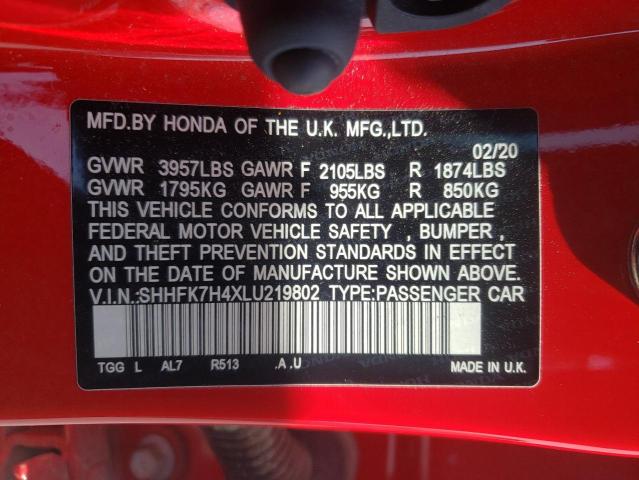 MFD.BY HONDA OF THE U.K. MFG.,LTD.
02/20
GVWR 3957LBS GAWR F 2105LBS R 1874LBS
GVWR 1795KG GAWR F 955KG R 850KG
THIS VEHICLE CONFORMS TO ALL APPLICABLE
FEDERAL MOTOR VEHICLE SAFETY , BUMPER ,
AND THEFT PREVENTION STANDARDS IN EFFECT
ON THE DATE OF MANUFACTURE SHOWN ABOVE.
V.I.N.:SHHFK7H4XLU219802 TYPE:PASSENGER CAR
TGG L AL7 R513 .A .U MADE IN U.K.